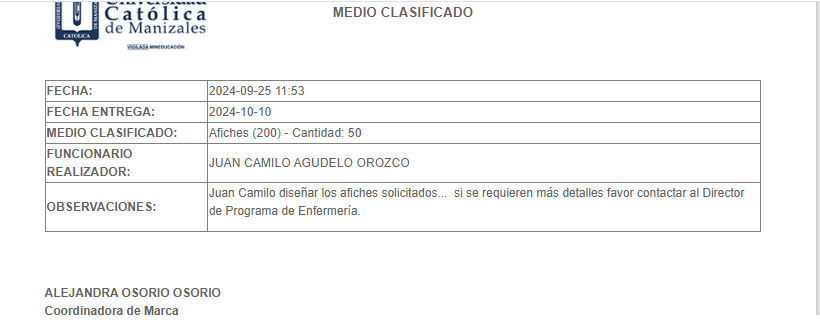 Universidad
Católica
de Manizales
VIGILADA MINEDUCACIÓN
MEDIO CLASIFICADO
FECHA: 2024-09-25 11:53
FECHA ENTREGA: 2024-10-10
MEDIO CLASIFICADO: Afiches (200) - Cantidad: 50
FUNCIONARIO
REALIZADOR: JUAN CAMILO AGUDELO OROZCO
OBSERVACIONES: Juan Camilo diseñar los afiches solicitados... si se requieren más detalles favor contactar al Director
de Programa de Enfermería.
ALEJANDRA OSORIO OSORIO
Coordinadora de Marca